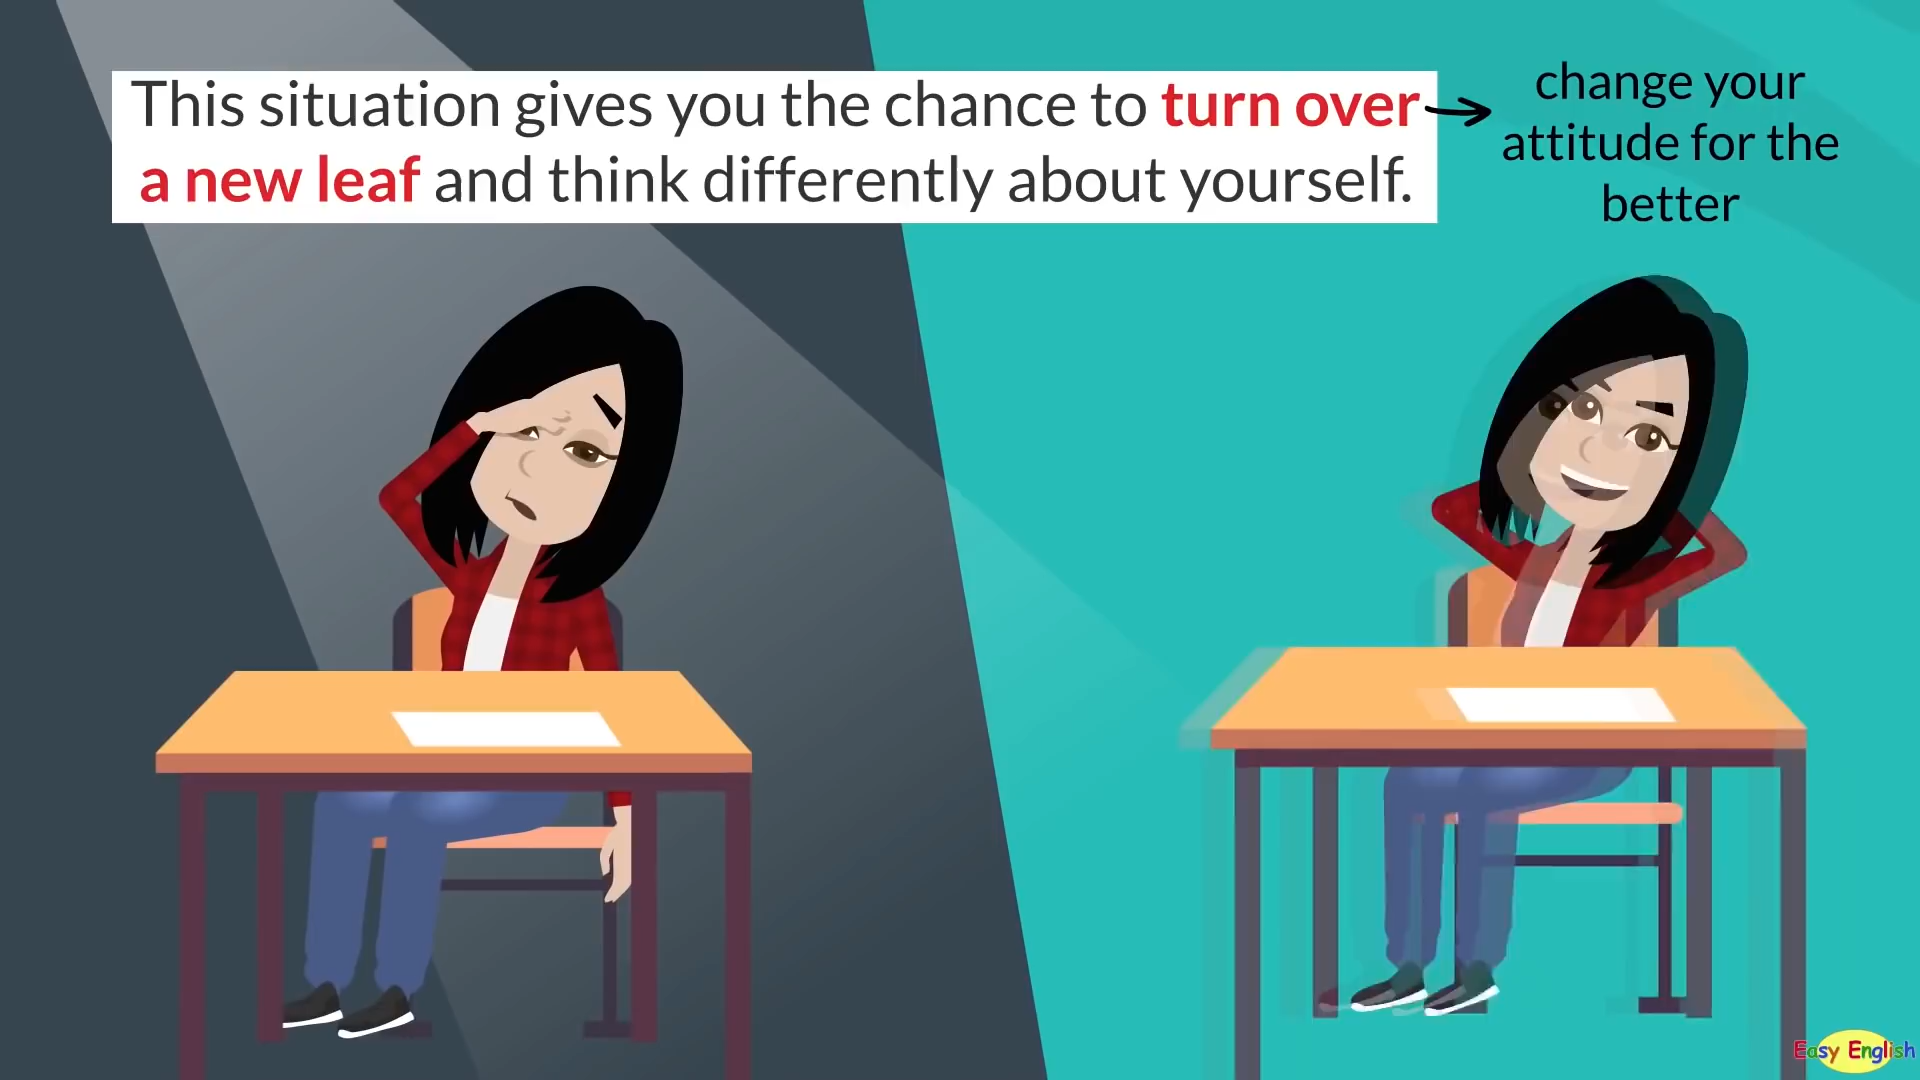 This situation gives you the chance to turn over
a new leaf and think differently about yourself.
change your
attitude for the
better
Easy English